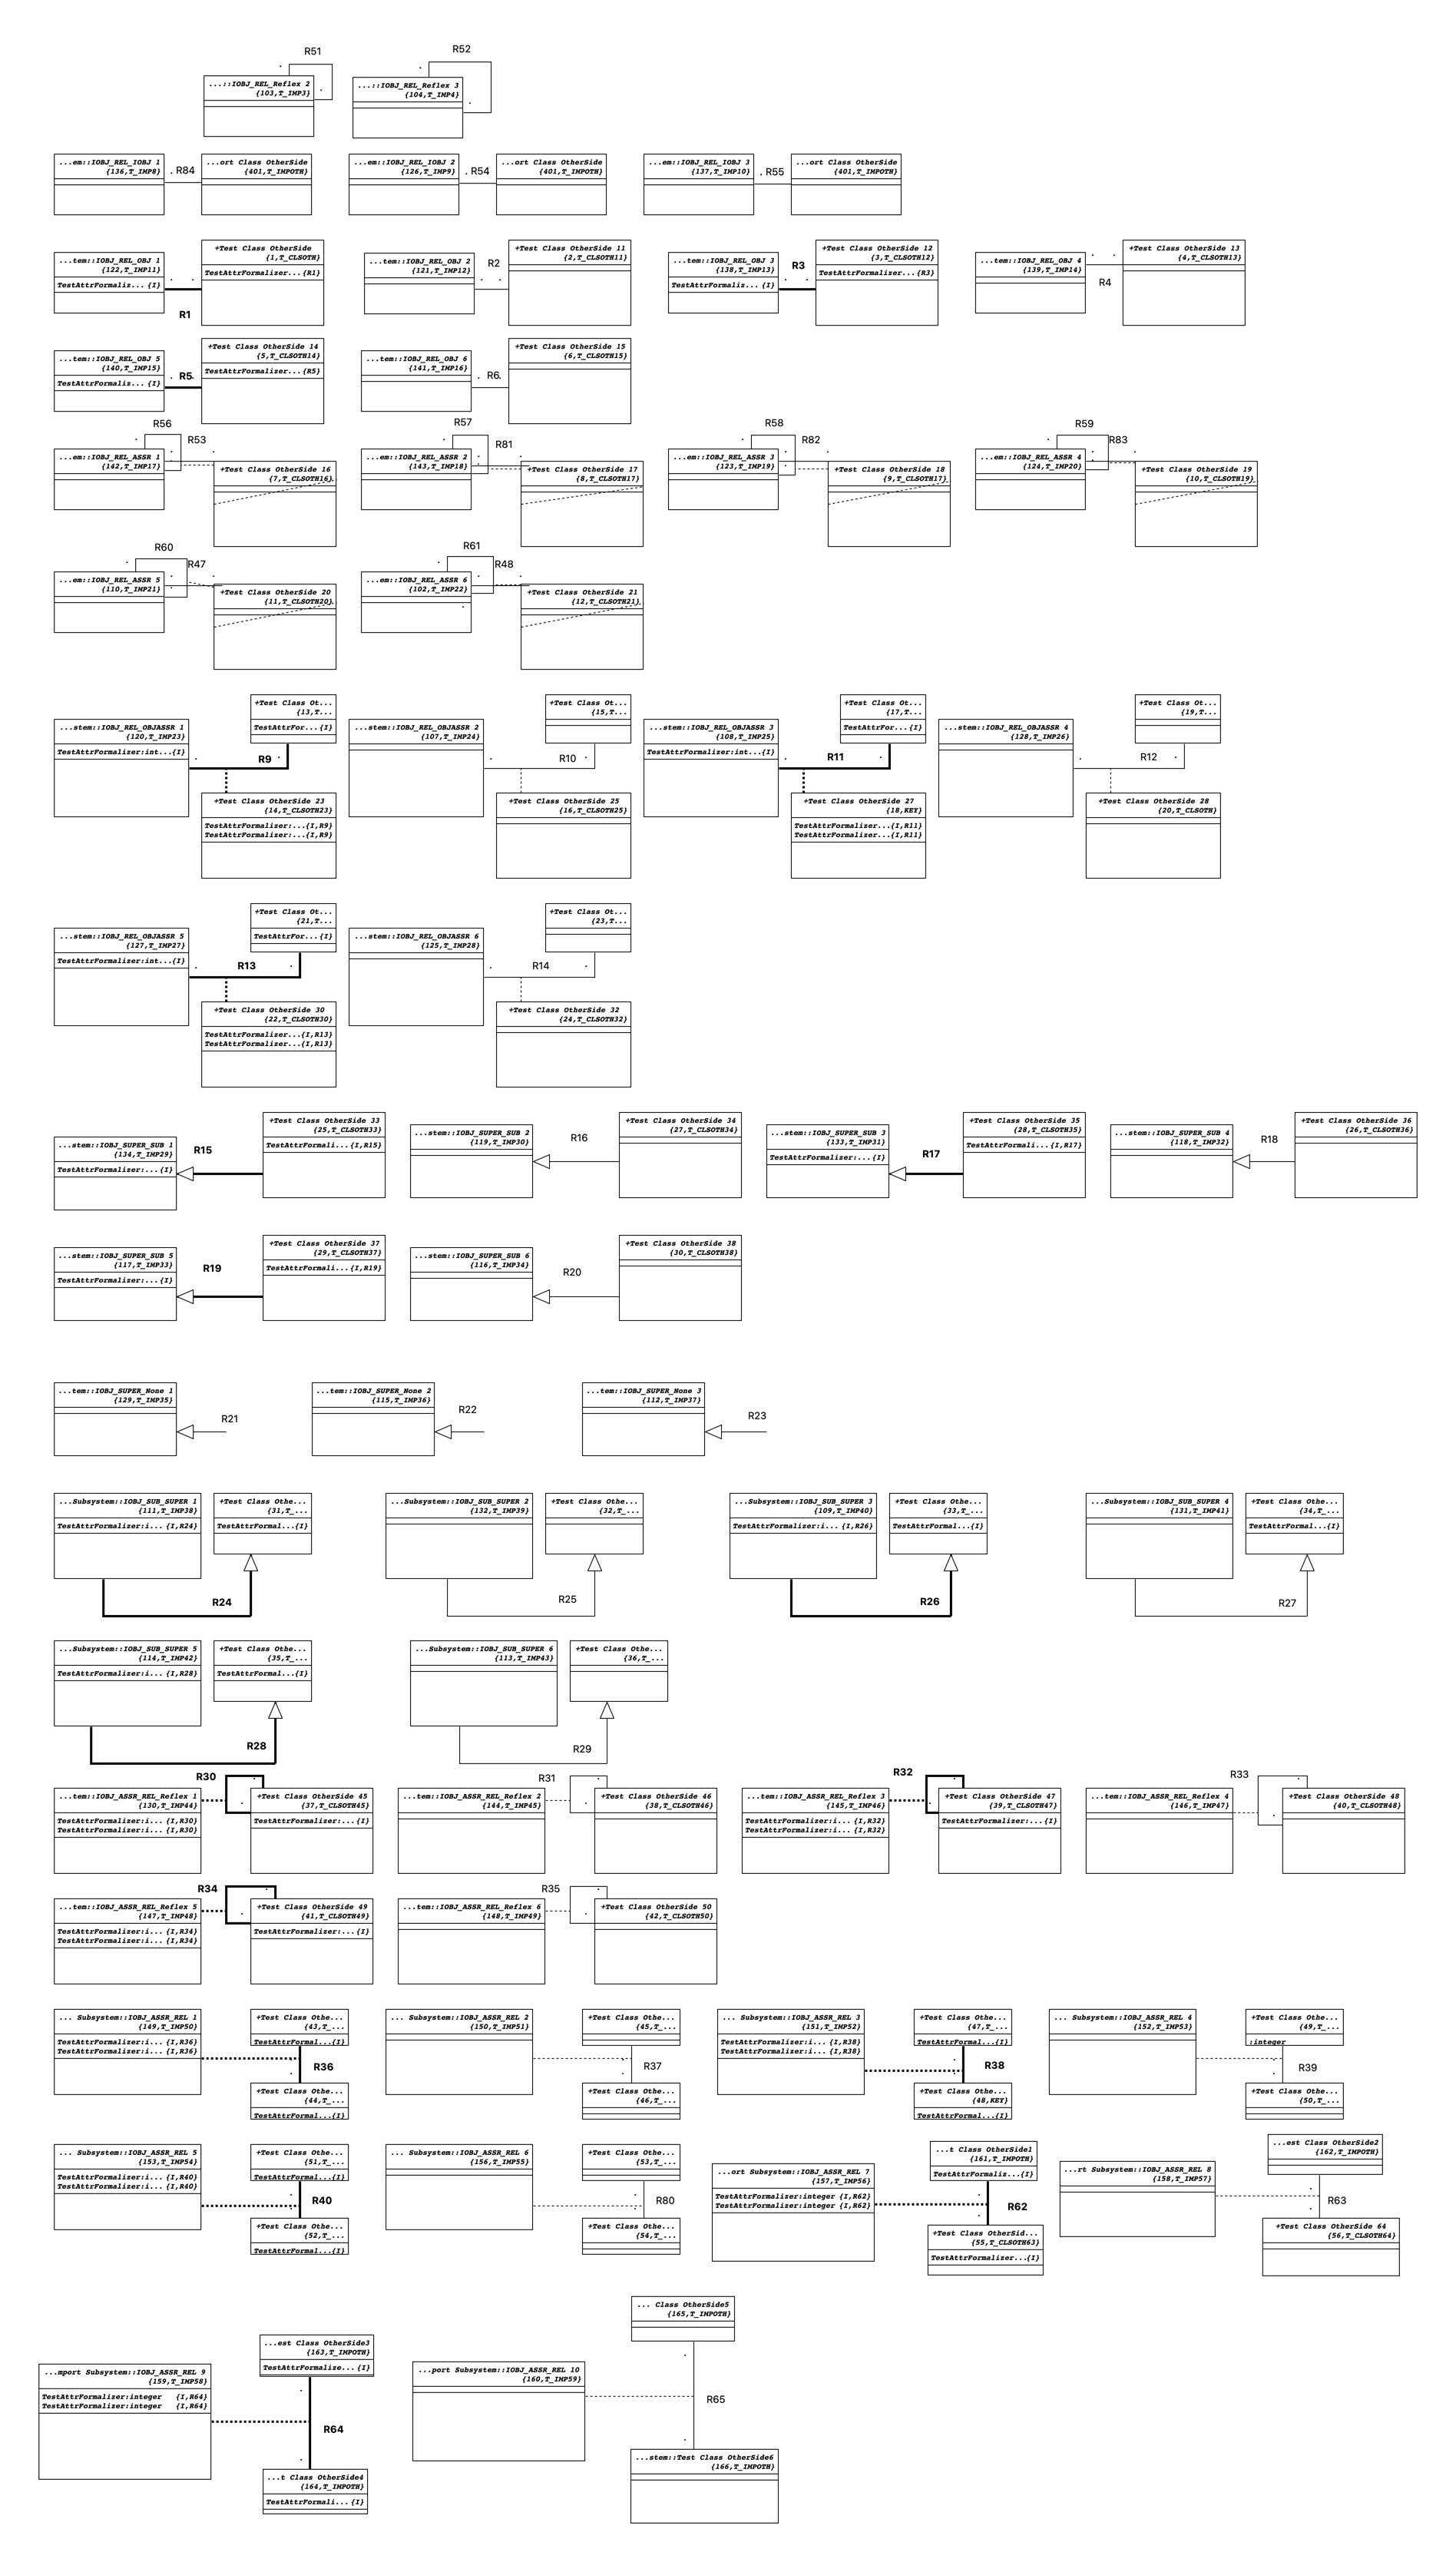 R51
R52
...::IOBJ_REL_Reflex 2
{103,T_IMP3}
...::IOBJ_REL_Reflex 3
{104,T_IMP4}
...em::IOBJ_REL_IOBJ 1
{136,T_IMP8}
R84
...ort Class OtherSide
{401,T_IMPOTH}
...em::IOBJ_REL_IOBJ 2
{126,T_IMP9}
R54
...ort Class OtherSide
{401,T_IMPOTH}
...em::IOBJ_REL_IOBJ 3
{137,T_IMP10}
R55
...ort Class OtherSide
{401,T_IMPOTH}
...tem::IOBJ_REL_OBJ 1
{122,T_IMP11}
TestAttrFormaliz... {I}
R1
+Test Class OtherSide
{1,T_CLSOTH}
TestAttrFormalizer...{R1}
...tem::IOBJ_REL_OBJ 2
{121,T_IMP12}
R2
+Test Class OtherSide 11
{2,T_CLSOTH11}
...tem::IOBJ_REL_OBJ 3
{138,T_IMP13}
TestAttrFormaliz... {I}
R3
+Test Class OtherSide 12
{3,T_CLSOTH12}
TestAttrFormalizer...{R3}
...tem::IOBJ_REL_OBJ 4
{139,T_IMP14}
R4
+Test Class OtherSide 13
{4,T_CLSOTH13}
...tem::IOBJ_REL_OBJ 5
{140,T_IMP15}
TestAttrFormaliz... {I}
R5
+Test Class OtherSide 14
{5,T_CLSOTH14}
TestAttrFormalizer...{R5}
...tem::IOBJ_REL_OBJ 6
{141,T_IMP16}
R6
+Test Class OtherSide 15
{6,T_CLSOTH15}
R56
R53
...em::IOBJ_REL_ASSR 1
{142,T_IMP17}
+Test Class OtherSide 16
{7,T_CLSOTH16}
R57
R81
...em::IOBJ_REL_ASSR 2
{143,T_IMP18}
+Test Class OtherSide 17
{8,T_CLSOTH17}
R58
R82
...em::IOBJ_REL_ASSR 3
{123,T_IMP19}
+Test Class OtherSide 18
{9,T_CLSOTH17}
R59
R83
...em::IOBJ_REL_ASSR 4
{124,T_IMP20}
+Test Class OtherSide 19
{10,T_CLSOTH19}
R60
R47
...em::IOBJ_REL_ASSR 5
{110,T_IMP21}
+Test Class OtherSide 20
{11,T_CLSOTH20}
R61
R48
...em::IOBJ_REL_ASSR 6
{102,T_IMP22}
+Test Class OtherSide 21
{12,T_CLSOTH21}
...stem::IOBJ_REL_OBJASSR 1
{120,T_IMP23}
TestAttrFormalizer:int...{I}
+Test Class Ot...
{13,T...
TestAttrFor...{I}
R9
+Test Class OtherSide 23
{14,T_CLSOTH23}
TestAttrFormalizer:...{I,R9}
TestAttrFormalizer:...{I,R9}
...stem::IOBJ_REL_OBJASSR 2
{107,T_IMP24}
+Test Class Ot...
{15,T...
R10
+Test Class OtherSide 25
{16,T_CLSOTH25}
...stem::IOBJ_REL_OBJASSR 3
{108,T_IMP25}
TestAttrFormalizer:int...{I}
+Test Class Ot...
{17,T...
TestAttrFor...{I}
R11
+Test Class OtherSide 27
{18,KEY}
TestAttrFormalizer...{I,R11}
TestAttrFormalizer...{I,R11}
...stem::IOBJ_REL_OBJASSR 4
{128,T_IMP26}
+Test Class Ot...
{19,T...
R12
+Test Class OtherSide 28
{20,T_CLSOTH}
...stem::IOBJ_REL_OBJASSR 5
{127,T_IMP27}
TestAttrFormalizer:int...{I}
+Test Class Ot...
{21,T...
TestAttrFor...{I}
R13
+Test Class OtherSide 30
{22,T_CLSOTH30}
TestAttrFormalizer...{I,R13}
TestAttrFormalizer...{I,R13}
...stem::IOBJ_REL_OBJASSR 6
{125,T_IMP28}
+Test Class Ot...
{23,T...
R14
+Test Class OtherSide 32
{24,T_CLSOTH32}
...stem::IOBJ_SUPER_SUB 1
{134,T_IMP29}
TestAttrFormalizer:...{I}
R15
+Test Class OtherSide 33
{25,T_CLSOTH33}
TestAttrFormali...{I,R15}
...stem::IOBJ_SUPER_SUB 2
{119,T_IMP30}
R16
+Test Class OtherSide 34
{27,T_CLSOTH34}
...stem::IOBJ_SUPER_SUB 3
{133,T_IMP31}
TestAttrFormalizer:...{I}
R17
+Test Class OtherSide 35
{28,T_CLSOTH35}
TestAttrFormali...{I,R17}
...stem::IOBJ_SUPER_SUB 4
{118,T_IMP32}
R18
+Test Class OtherSide 36
{26,T_CLSOTH36}
...stem::IOBJ_SUPER_SUB 5
{117,T_IMP33}
TestAttrFormalizer:...{I}
R19
+Test Class OtherSide 37
{29,T_CLSOTH37}
TestAttrFormali...{I,R19}
...stem::IOBJ_SUPER_SUB 6
{116,T_IMP34}
R20
+Test Class OtherSide 38
{30,T_CLSOTH38}
...tem::IOBJ_SUPER_None 1
{129,T_IMP35}
R21
...tem::IOBJ_SUPER_None 2
{115,T_IMP36}
R22
...tem::IOBJ_SUPER_None 3
{112,T_IMP37}
R23
...Subsystem::IOBJ_SUB_SUPER 1
{111,T_IMP38}
TestAttrFormalizer:i... {I,R24}
+Test Class Othe...
{31,T_...
TestAttrFormal...{I}
R24
...Subsystem::IOBJ_SUB_SUPER 2
{132,T_IMP39}
+Test Class Othe...
{32,T_...
R25
...Subsystem::IOBJ_SUB_SUPER 3
{109,T_IMP40}
TestAttrFormalizer:i... {I,R26}
+Test Class Othe...
{33,T_...
TestAttrFormal...{I}
R26
...Subsystem::IOBJ_SUB_SUPER 4
{131,T_IMP41}
+Test Class Othe...
{34,T_...
TestAttrFormal...{I}
R27
...Subsystem::IOBJ_SUB_SUPER 5
{114,T_IMP42}
TestAttrFormalizer:i... {I,R28}
+Test Class Othe...
{35,T_...
TestAttrFormal...{I}
R28
...Subsystem::IOBJ_SUB_SUPER 6
{113,T_IMP43}
+Test Class Othe...
{36,T_...
R29
R30
...tem::IOBJ_ASSR_REL_Reflex 1
{130,T_IMP44}
TestAttrFormalizer:i... {I,R30}
TestAttrFormalizer:i... {I,R30}
+Test Class OtherSide 45
{37,T_CLSOTH45}
TestAttrFormalizer:...{I}
R31
...tem::IOBJ_ASSR_REL_Reflex 2
{144,T_IMP45}
+Test Class OtherSide 46
{38,T_CLSOTH46}
R32
...tem::IOBJ_ASSR_REL_Reflex 3
{145,T_IMP46}
TestAttrFormalizer:i... {I,R32}
TestAttrFormalizer:i... {I,R32}
+Test Class OtherSide 47
{39,T_CLSOTH47}
TestAttrFormalizer:...{I}
R33
...tem::IOBJ_ASSR_REL_Reflex 4
{146,T_IMP47}
+Test Class OtherSide 48
{40,T_CLSOTH48}
R34
...tem::IOBJ_ASSR_REL_Reflex 5
{147,T_IMP48}
TestAttrFormalizer:i... {I,R34}
TestAttrFormalizer:i... {I,R34}
+Test Class OtherSide 49
{41,T_CLSOTH49}
TestAttrFormalizer:...{I}
R35
...tem::IOBJ_ASSR_REL_Reflex 6
{148,T_IMP49}
+Test Class OtherSide 50
{42,T_CLSOTH50}
... Subsystem::IOBJ_ASSR_REL 1
{149,T_IMP50}
TestAttrFormalizer:i... {I,R36}
TestAttrFormalizer:i... {I,R36}
+Test Class Othe...
{43,T_...
TestAttrFormal...{I}
R36
+Test Class Othe...
{44,T_...
TestAttrFormal...{I}
... Subsystem::IOBJ_ASSR_REL 2
{150,T_IMP51}
+Test Class Othe...
{45,T_...
R37
+Test Class Othe...
{46,T_...
... Subsystem::IOBJ_ASSR_REL 3
{151,T_IMP52}
TestAttrFormalizer:i... {I,R38}
TestAttrFormalizer:i... {I,R38}
+Test Class Othe...
{47,T_...
TestAttrFormal...{I}
R38
+Test Class Othe...
{48,KEY}
TestAttrFormal...{I}
... Subsystem::IOBJ_ASSR_REL 4
{152,T_IMP53}
+Test Class Othe...
{49,T_...
:integer
R39
+Test Class Othe...
{50,T_...
... Subsystem::IOBJ_ASSR_REL 5
{153,T_IMP54}
TestAttrFormalizer:i... {I,R40}
TestAttrFormalizer:i... {I,R40}
+Test Class Othe...
{51,T_...
TestAttrFormal...{I}
R40
+Test Class Othe...
{52,T_...
TestAttrFormal...{I}
... Subsystem::IOBJ_ASSR_REL 6
{156,T_IMP55}
+Test Class Othe...
{53,T_...
R80
+Test Class Othe...
{54,T_...
...ort Subsystem::IOBJ_ASSR_REL 7
{157,T_IMP56}
TestAttrFormalizer:integer {I,R62}
TestAttrFormalizer:integer {I,R62}
...t Class OtherSide1
{161,T_IMPOTH}
TestAttrFormaliz...{I}
R62
+Test Class OtherSid...
{55,T_CLSOTH63}
TestAttrFormalizer...{I}
...rt Subsystem::IOBJ_ASSR_REL 8
{158,T_IMP57}
...est Class OtherSide2
{162,T_IMPOTH}
R63
+Test Class OtherSide 64
{56,T_CLSOTH64}
...mport Subsystem::IOBJ_ASSR_REL 9
{159,T_IMP58}
TestAttrFormalizer:integer {I,R64}
TestAttrFormalizer:integer {I,R64}
...est Class OtherSide3
{163,T_IMPOTH}
TestAttrFormalize... {I}
R64
...t Class OtherSide4
{164,T_IMPOTH}
TestAttrFormali... {I}
...port Subsystem::IOBJ_ASSR_REL 10
{160,T_IMP59}
... Class OtherSide5
{165,T_IMPOTH}
R65
...stem::Test Class OtherSide6
{166,T_IMPOTH}